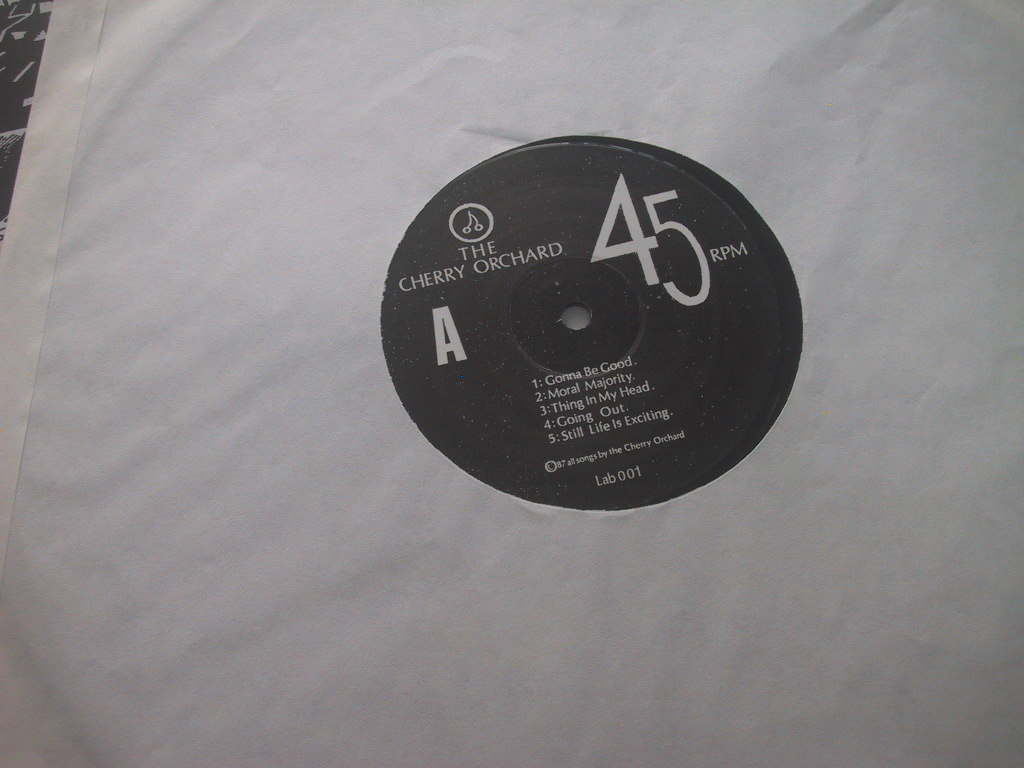 THE
CHERRY ORCHARD
45 RPM
A
1: Gonna Be Good.
2: Moral Majority.
3: Thing In My Head.
4: Going Out.
5: Still Life Is Exciting.
©87 all songs by the Cherry Orchard
Lab 001